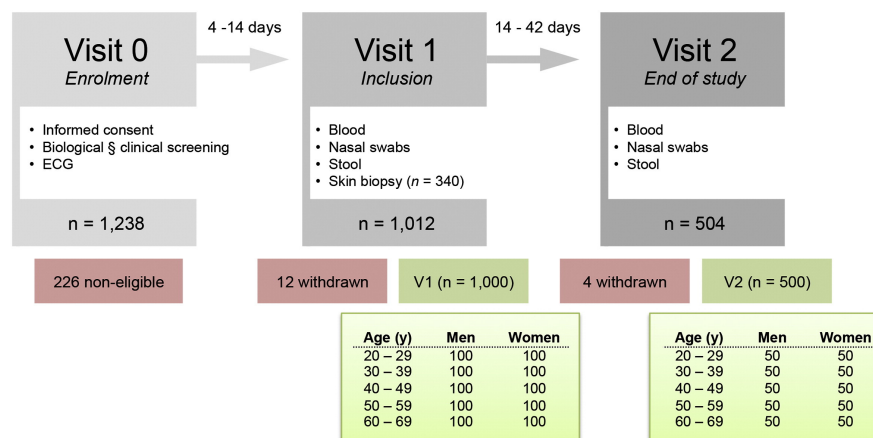 4 -14 days
14 - 42 days
Visit 0
Enrolment
• Informed consent
• Biological § clinical screening
• ECG
n = 1,238
Visit 1
Inclusion
• Blood
• Nasal swabs
• Stool
• Skin biopsy (n = 340)
n = 1,012
Visit 2
End of study
• Blood
• Nasal swabs
• Stool
n = 504
226 non-eligible
12 withdrawn
V1 (n = 1,000)
4 withdrawn
V2 (n = 500)
Age (y) Men Women
20 – 29 100 100
30 – 39 100 100
40 – 49 100 100
50 – 59 100 100
60 – 69 100 100
Age (y) Men Women
20 – 29 50 50
30 – 39 50 50
40 – 49 50 50
50 – 59 50 50
60 – 69 50 50